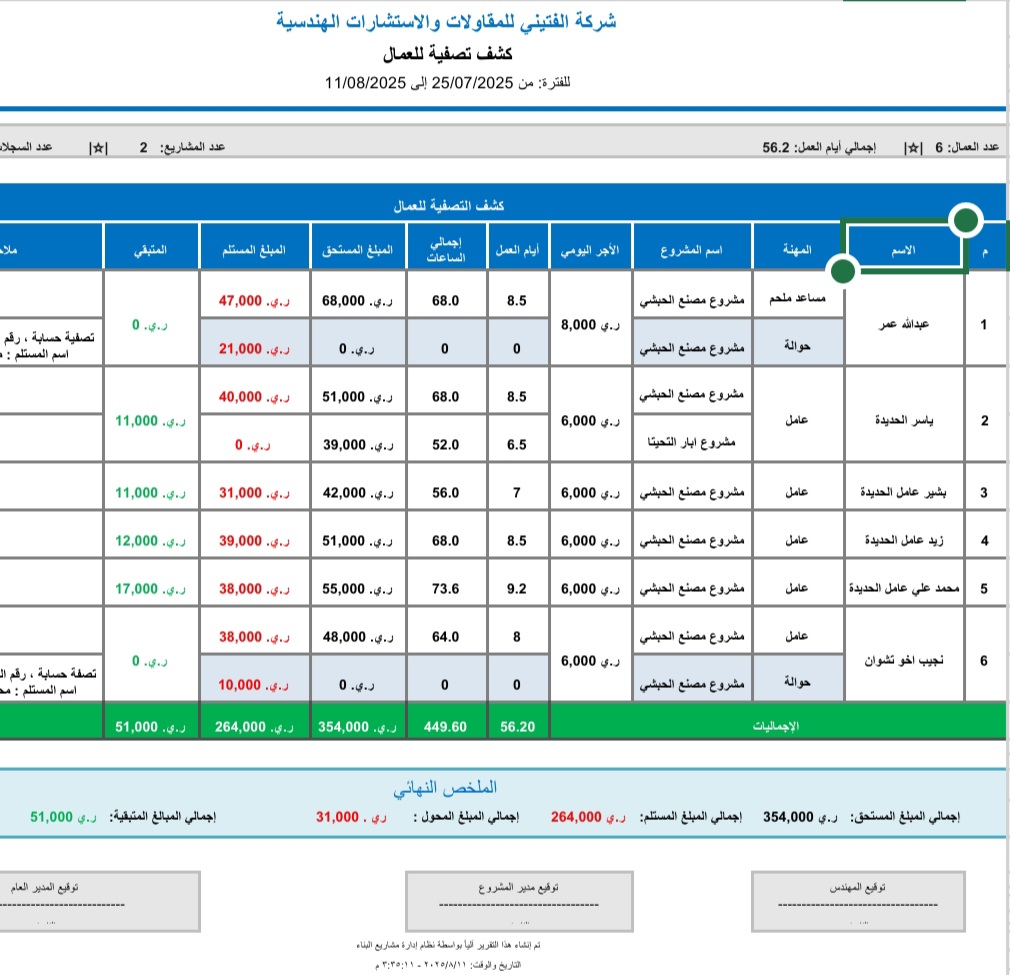 شركة الفتيني للمقاولات والاستشارات الهندسية
كشف تصفية للعمال
للفترة: من 25/07/2025 إلى 11/08/2025
عدد العمال: 6 |☆| إجمالي أيام العمل: 56.2 عدد المشاريع: 2 |☆| عدد السجلا
كشف التصفية للعمال
م الاسم المهنة اسم المشروع الأجر اليومي أيام العمل إجمالي الساعات المبلغ المستحق المبلغ المستلم المتبقي ملا
1 عبدالله عمر مساعد ملحم مشروع مصنع الحبشي ر.ي 8,000 8.5 68.0 ر.ي. 68,000 ر.ي. 47,000 ر.ي. 0
حوالة مشروع مصنع الحبشي 0 0 ر.ي. 0 ر.ي. 21,000 تصفية حسابة ، رقم
اسم المستلم :
2 ياسر الحديدة عامل مشروع مصنع الحبشي ر.ي 6,000 8.5 68.0 ر.ي. 51,000 ر.ي. 40,000 ر.ي. 11,000
مشروع ابار التحيتا 6.5 52.0 ر.ي. 39,000 ر.ي. 0
3 بشير عامل الحديدة عامل مشروع مصنع الحبشي ر.ي 6,000 7 56.0 ر.ي. 42,000 ر.ي. 31,000 ر.ي. 11,000
4 زيد عامل الحديدة عامل مشروع مصنع الحبشي ر.ي 6,000 8.5 68.0 ر.ي. 51,000 ر.ي. 39,000 ر.ي. 12,000
5 محمد علي عامل الحديدة عامل مشروع مصنع الحبشي ر.ي 6,000 9.2 73.6 ر.ي. 55,000 ر.ي. 38,000 ر.ي. 17,000
6 نجيب اخو تشوان عامل مشروع مصنع الحبشي ر.ي 6,000 8 64.0 ر.ي. 48,000 ر.ي. 38,000 ر.ي. 0
حوالة مشروع مصنع الحبشي 0 0 ر.ي. 0 ر.ي. 10,000 تصفة حسابة ، رقم ال
اسم المستلم : مح
الإجماليات 56.20 449.60 ر.ي. 354,000 ر.ي. 264,000 ر.ي. 51,000
الملخص النهائي
إجمالي المبلغ المستحق: ر.ي 354,000 إجمالي المبلغ المستلم: ر.ي 264,000 إجمالي المبلغ المحول : ر.ي . 31,000 إجمالي المبالغ المتبقية: ر.ي 51,000
توقيع المهندس توقيع مدير المشروع توقيع المدير العام
تم إنشاء هذا التقرير آلياً بواسطة نظام إدارة مشاريع البناء
التاريخ والوقت: ٢٠٢٥/٨/١١ - ٣:٣٥:١١ م